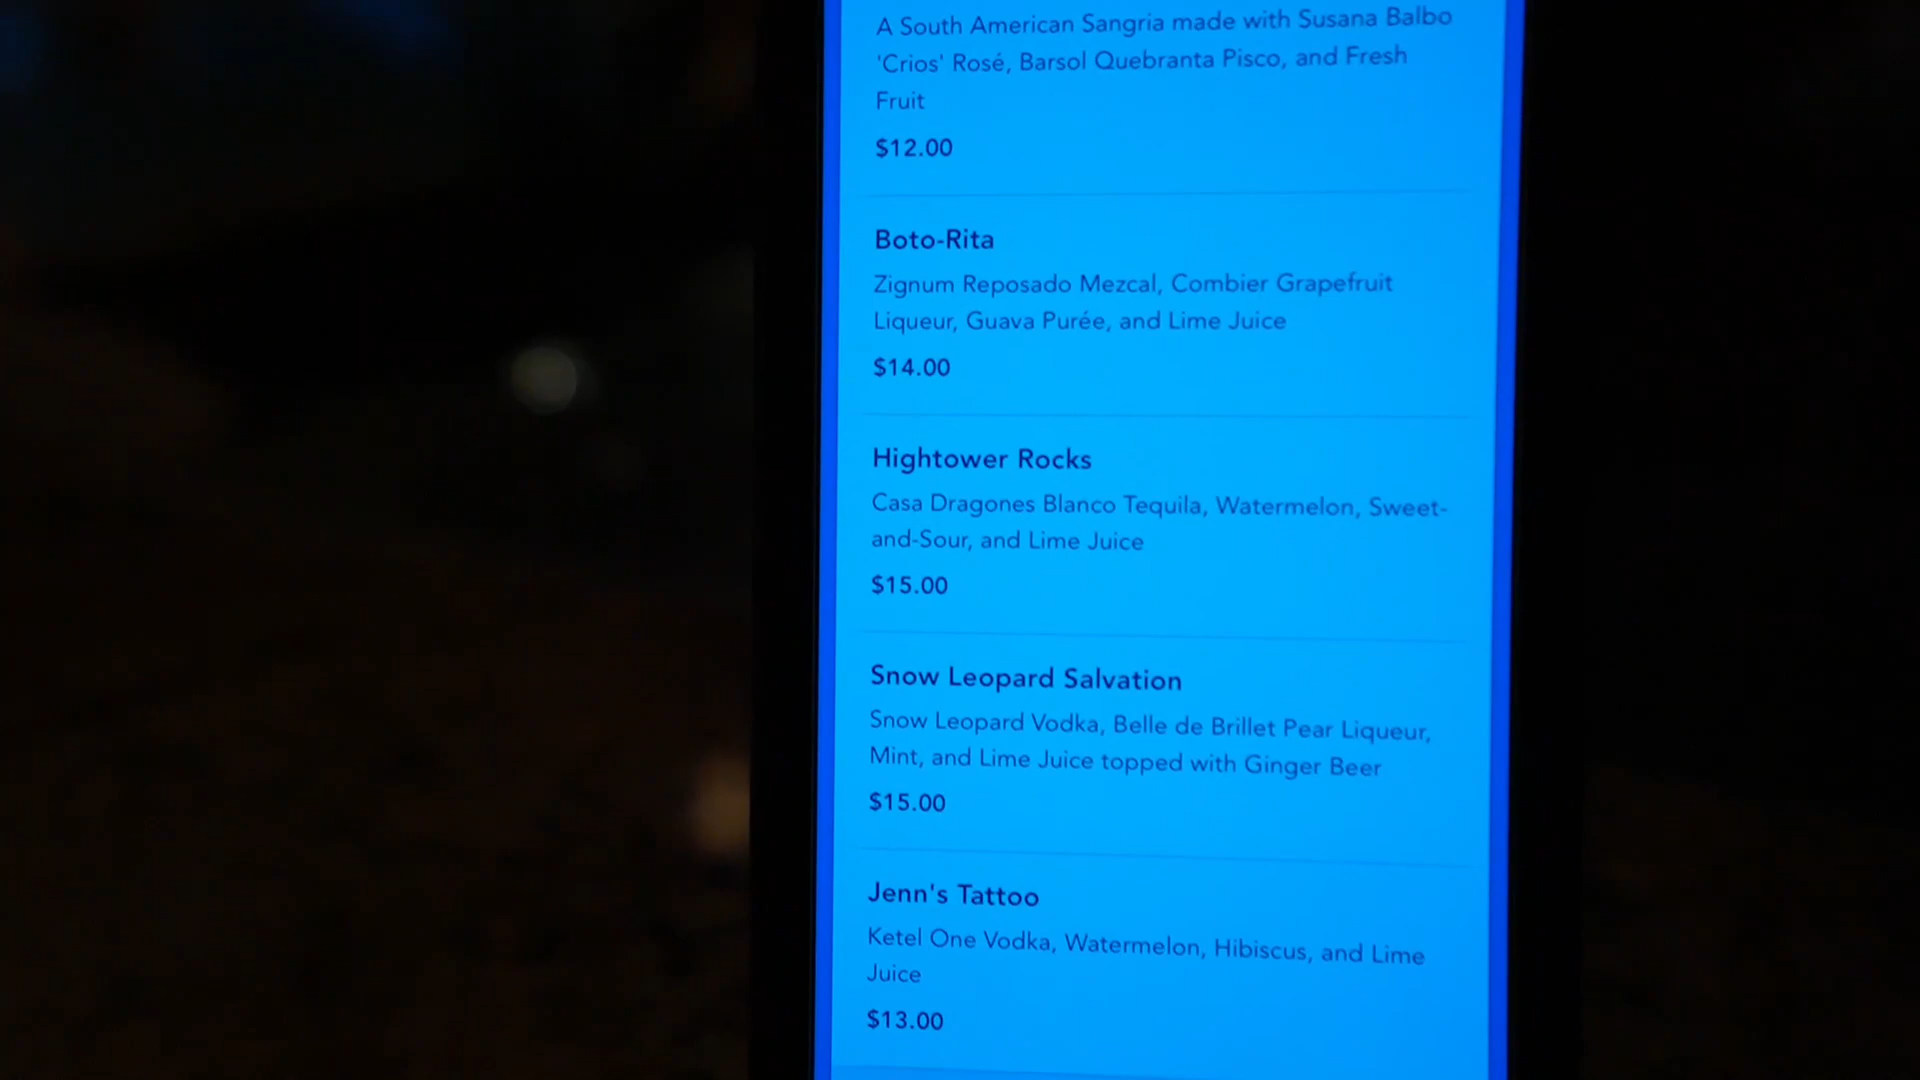 A South American Sangria made with Susana Balbo
'Crios' Rosé, Barsol Quebranta Pisco, and Fresh
Fruit
$12.00
Boto-Rita
Zignum Reposado Mezcal, Combier Grapefruit
Liqueur, Guava Purée, and Lime Juice
$14.00
Hightower Rocks
Casa Dragones Blanco Tequila, Watermelon, Sweet-
and-Sour, and Lime Juice
$15.00
Snow Leopard Salvation
Snow Leopard Vodka, Belle de Brillet Pear Liqueur,
Mint, and Lime Juice topped with Ginger Beer
$15.00
Jenn's Tattoo
Ketel One Vodka, Watermelon, Hibiscus, and Lime
Juice
$13.00